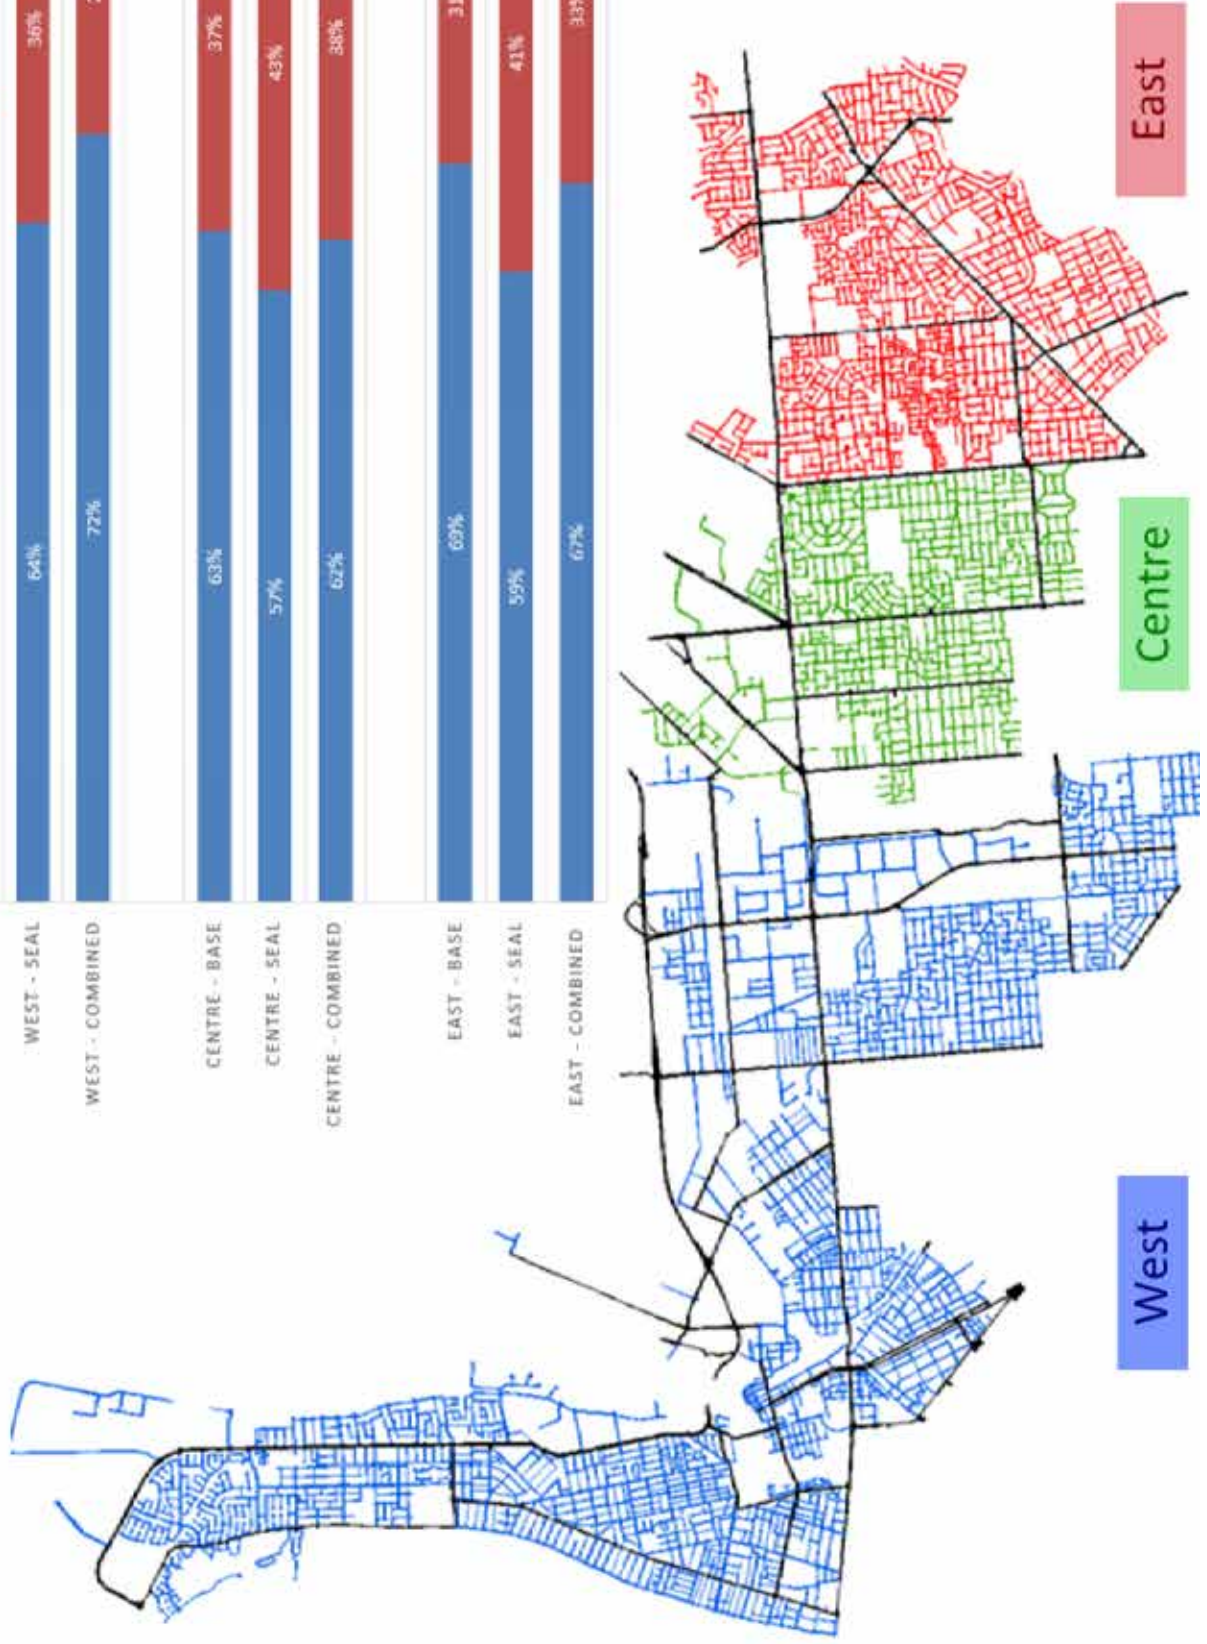 WEST - SEAL
64%
36%
WEST - COMBINED
72%
CENTRE - BASE
63%
37%
CENTRE - SEAL
57%
43%
CENTRE - COMBINED
62%
38%
EAST - BASE
69%
31
EAST - SEAL
59%
41%
EAST - COMBINED
67%
33%
West
Centre
East